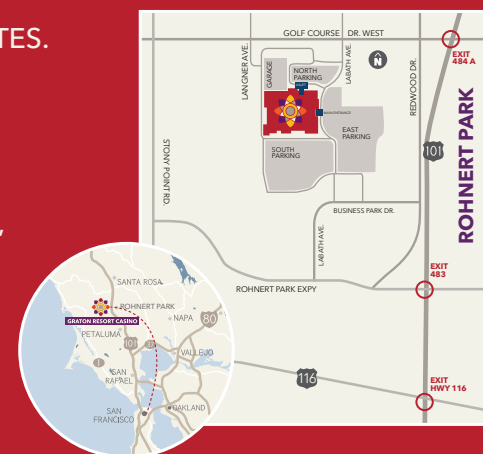 TES.
,
GOLF COURSE DR. WEST
EXIT
484 A
LANGNER AVE.
GARAGE
NORTH
PARKING
LABATH AVE.
N
REDWOOD DR.
MAIN ENTRANCE
EAST
PARKING
SOUTH
PARKING
STONY POINT RD.
101
ROHNERT PARK
BUSINESS PARK DR.
LABATH AVE.
EXIT
483
ROHNERT PARK EXPY
116
EXIT
HWY 116
SANTA ROSA
ROHNERT PARK
GRATON RESORT CASINO
NAPA
80
PETALUMA
101
37
VALLEJO
1
SAN
RAFAEL
SAN
FRANCISCO
OAKLAND